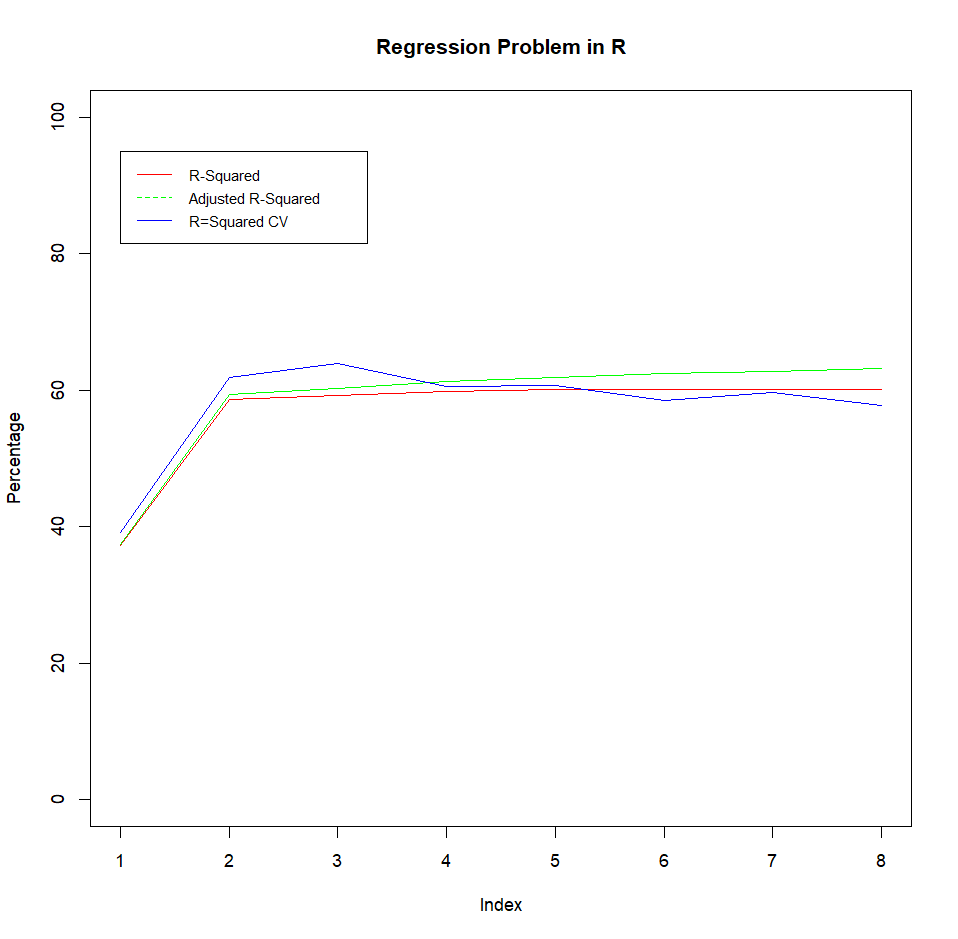 Regression Problem in R
100
80
60
40
20
0
R-Squared
Adjusted R-Squared
R=Squared CV
Percentage
1 2 3 4 5 6 7 8
Index